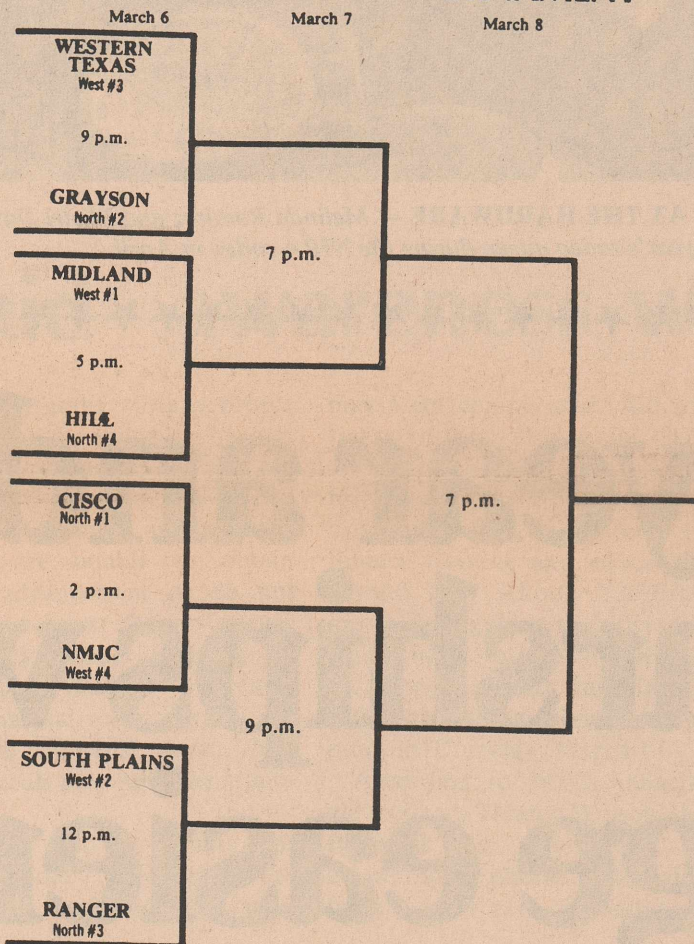 March 6
March 7
March 8
WESTERN
TEXAS
West #3
9 p.m.
GRAYSON
North #2
7 p.m.
MIDLAND
West #1
5 p.m.
HILL
North #4
CISCO
North #1
7 p.m.
2 p.m.
NMJC
West #4
9 p.m.
SOUTH PLAINS
West #2
12 p.m.
RANGER
North #3